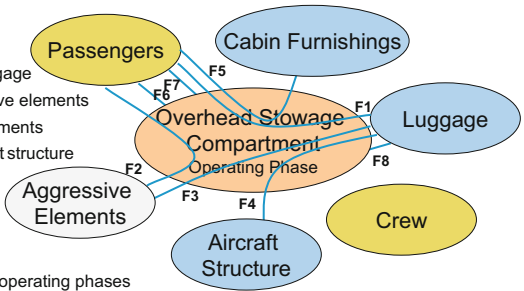 Passengers
Cabin Furnishings
gage
ve elements
ments
t structure
F5
F7
F6
F1
Overhead Stowage
Compartment
Operating Phase
Luggage
F8
F2
F3
F4
Aggressive
Elements
Crew
Aircraft
Structure
operating phases